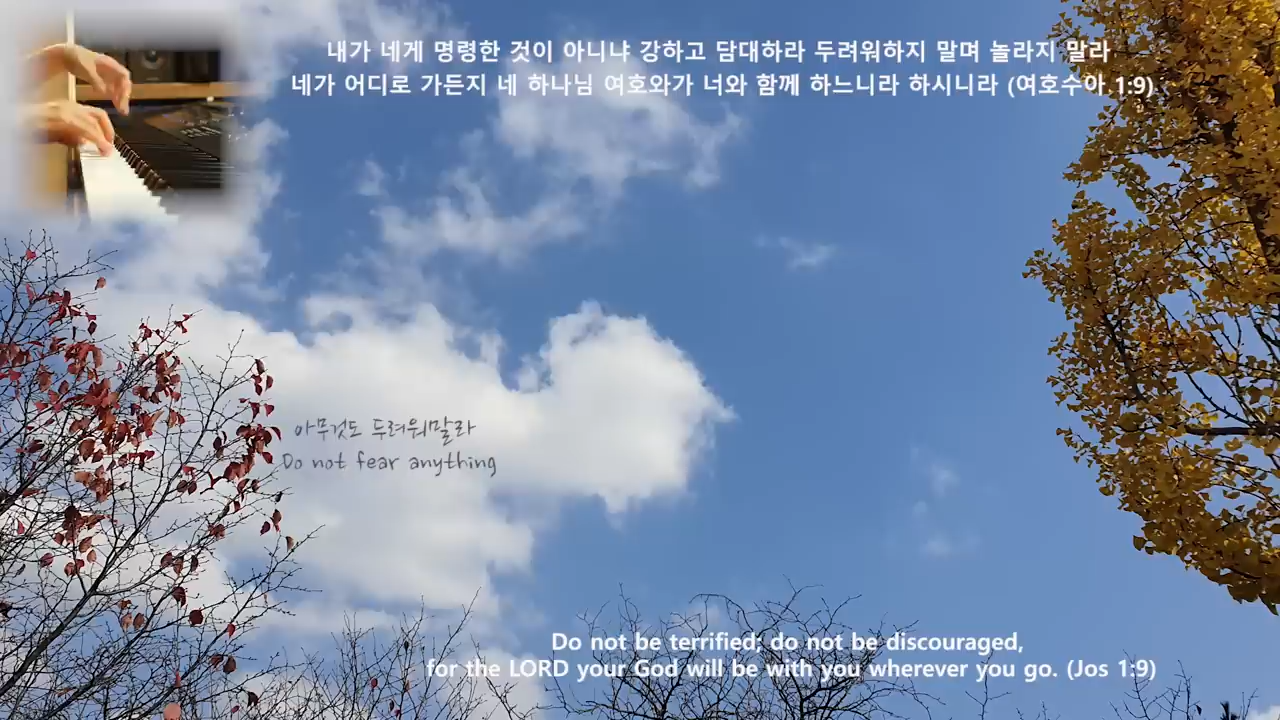 내가 네게 명령한 것이 아니냐 강하고 담대하라 두려워하지 말며 놀라지 말라
네가 어디로 가든지 네 하나님 여호와가 너와 함께 하느니라 하시니라 (여호수아 1:9)
아무것도 두려워말라
Do not fear anything
Do not be terrified; do not be discouraged,
for the LORD your God will be with you wherever you go. (Jos 1:9)